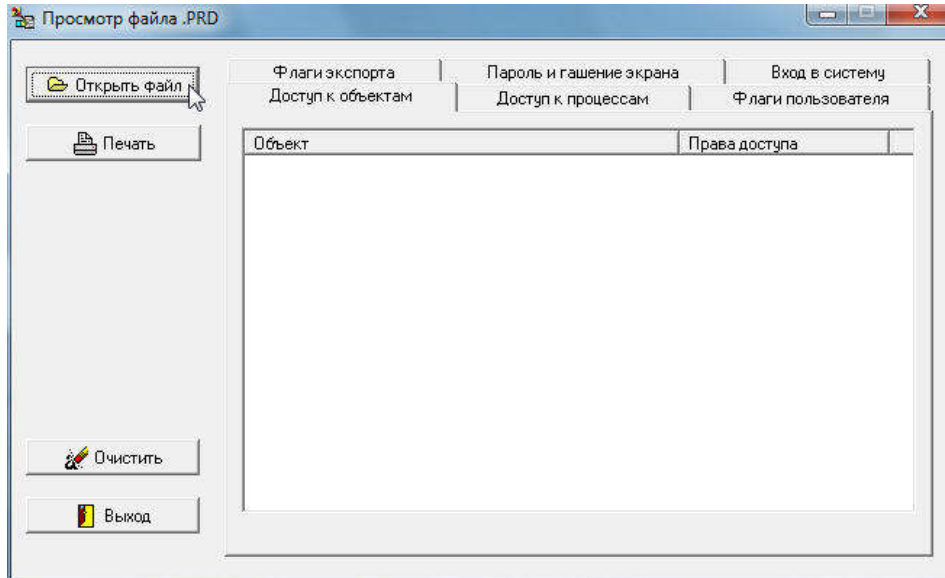 Просмотр файла .PRD
Открыть файл
Печать
Очистить
Выход
Флаги экспорта
Пароль и гашение экрана
Вход в систему
Доступ к объектам
Доступ к процессам
Флаги пользователя
Объект
Права доступа